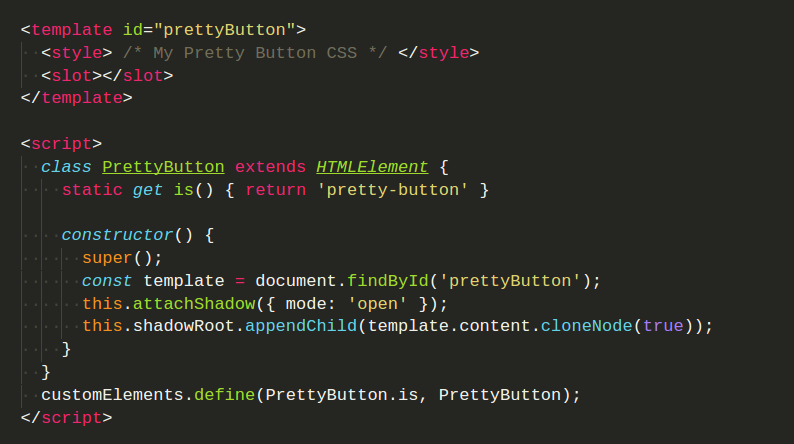 <template id="prettyButton">
  <style> /* My Pretty Button CSS */ </style>
  <slot></slot>
</template>

<script>
  class PrettyButton extends HTMLElement {
    static get is() { return 'pretty-button' }

    constructor() {
      super();
      const template = document.findById('prettyButton');
      this.attachShadow({ mode: 'open' });
      this.shadowRoot.appendChild(template.content.cloneNode(true));
    }
  }
  customElements.define(PrettyButton.is, PrettyButton);
</script>